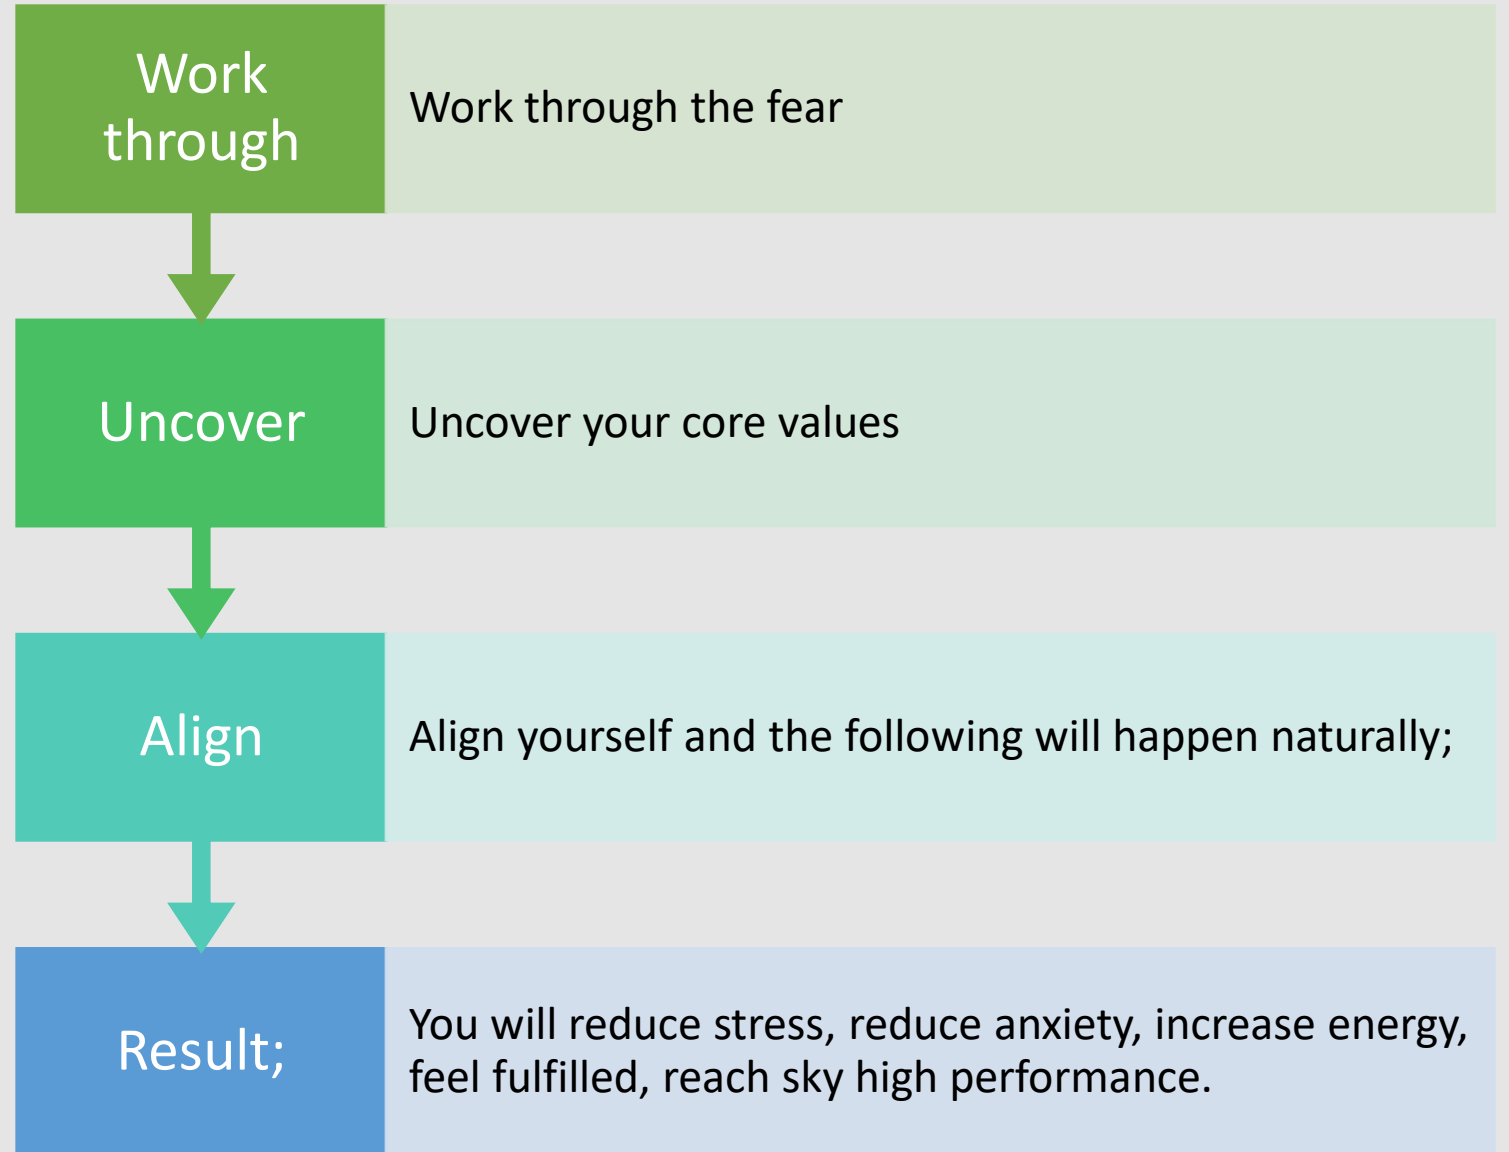 Work
through
Work through the fear
Uncover
Uncover your core values
Align
Align yourself and the following will happen naturally;
Result;
You will reduce stress, reduce anxiety, increase energy,
feel fulfilled, reach sky high performance.